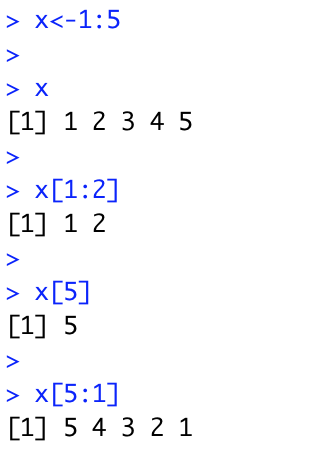 > x<-1:5
>
> x
[1] 1 2 3 4 5
>
> x[1:2]
[1] 1 2
>
> x[5]
[1] 5
>
> x[5:1]
[1] 5 4 3 2 1